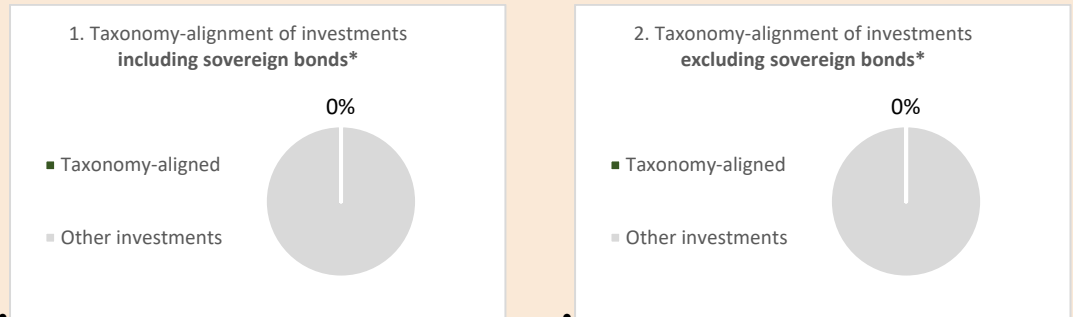 1. Taxonomy-alignment of investments
including sovereign bonds*
0%
Taxonomy-aligned
Other investments
2. Taxonomy-alignment of investments
excluding sovereign bonds*
0%
Taxonomy-aligned
Other investments